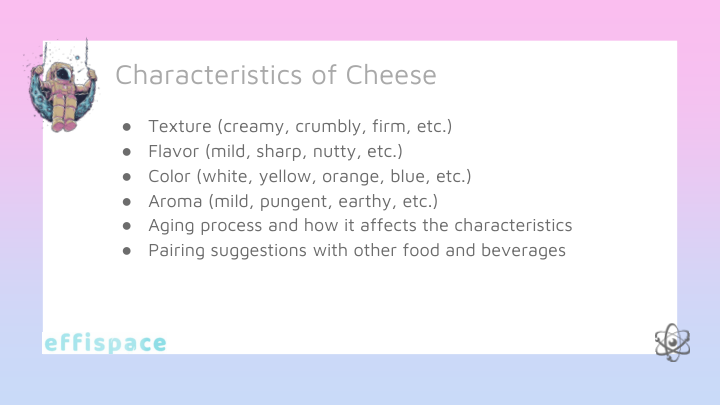 Characteristics of Cheese
● Texture (creamy, crumbly, firm, etc.)
● Flavor (mild, sharp, nutty, etc.)
● Color (white, yellow, orange, blue, etc.)
● Aroma (mild, pungent, earthy, etc.)
● Aging process and how it affects the characteristics
● Pairing suggestions with other food and beverages
effispace